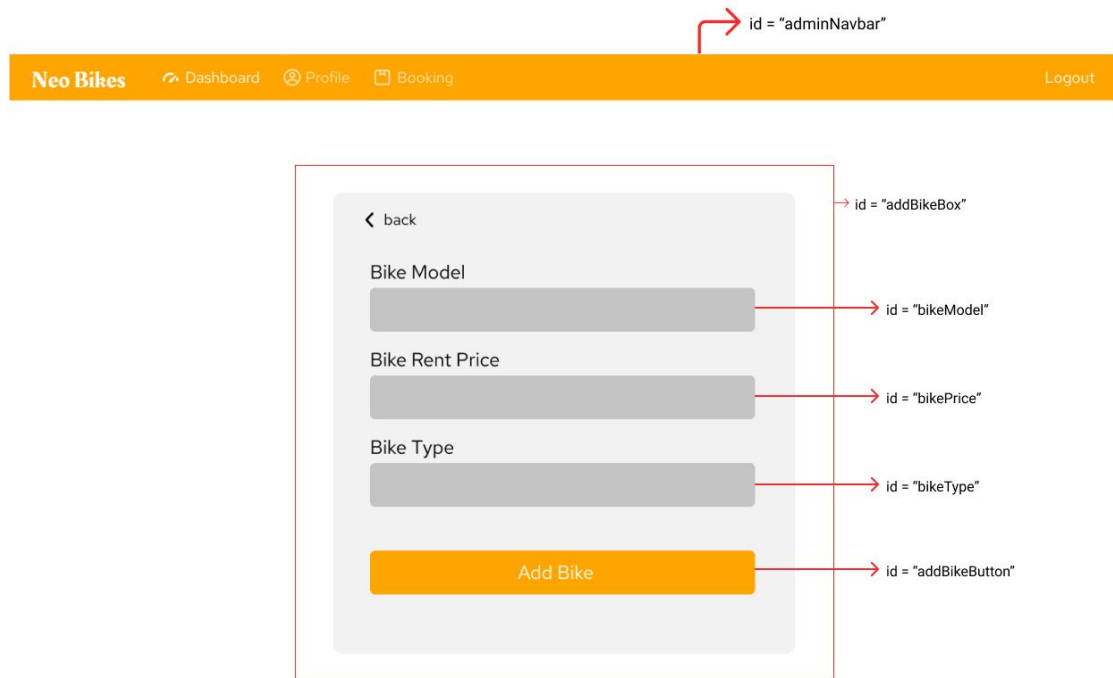 id = “adminNavbar”
Neo Bikes Dashboard Profile Booking Logout
back
id = “addBikeBox”
Bike Model
id = “bikeModel”
Bike Rent Price
id = “bikePrice”
Bike Type
id = “bikeType”
Add Bike
id = “addBikeButton”